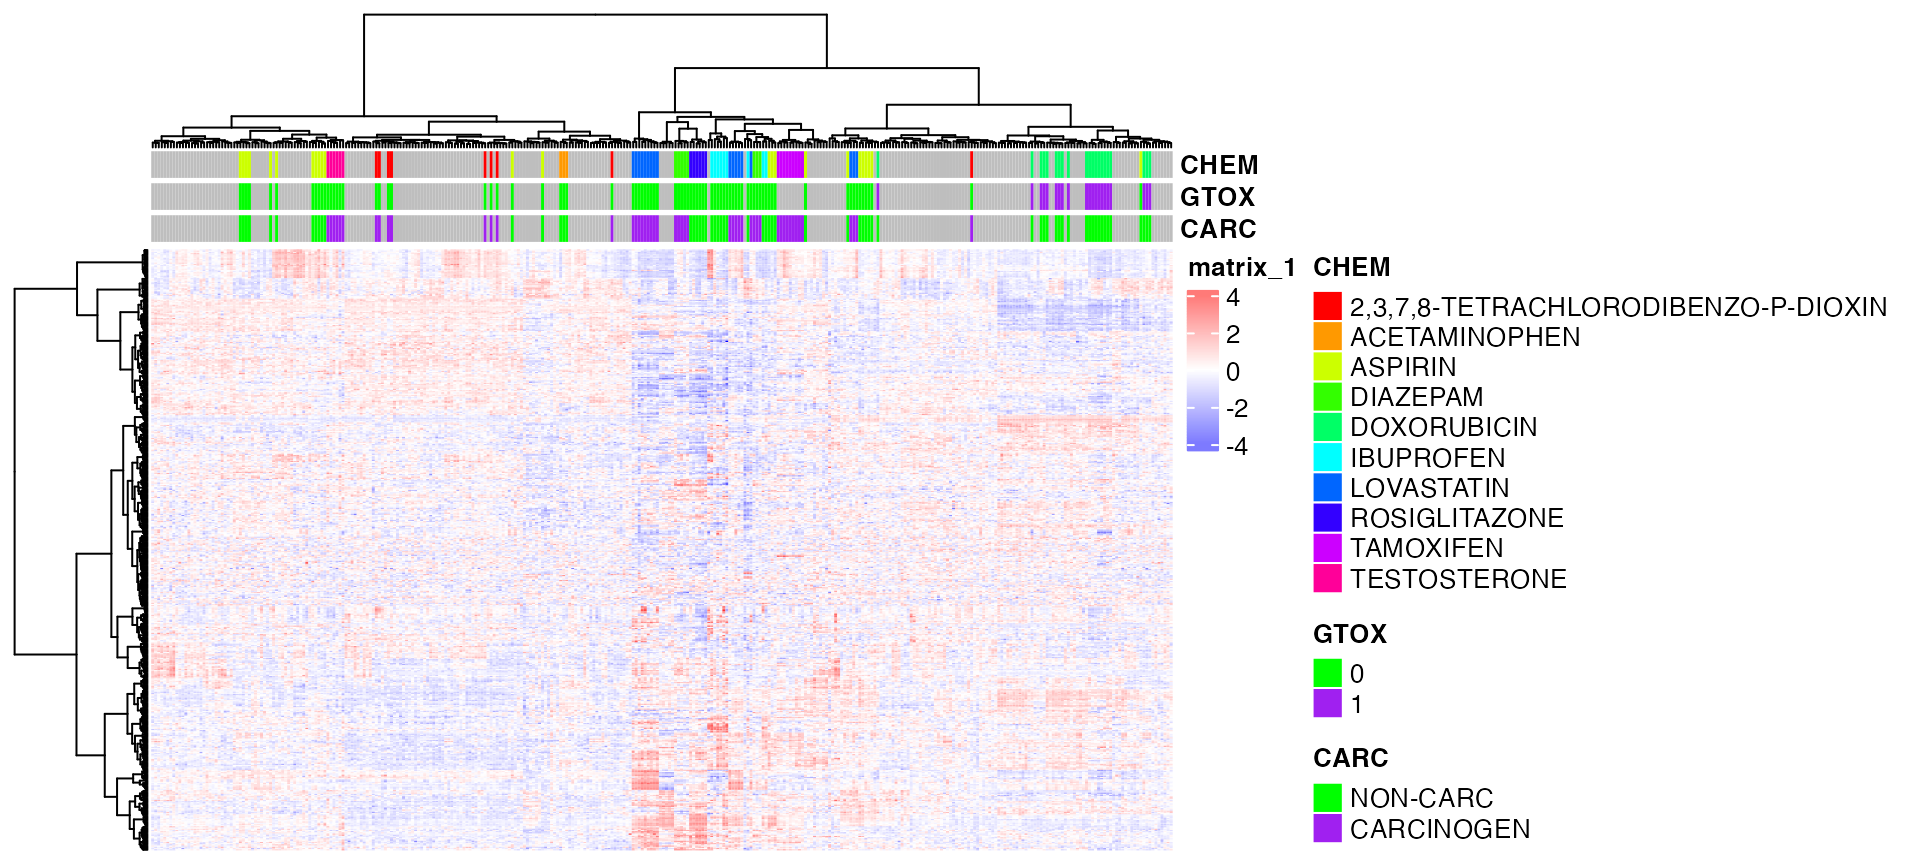 CHEM
GTOX
CARC
matrix_1
4
2
0
-2
-4
CHEM
2,3,7,8-TETRACHLORODIBENZO-P-DIOXIN
ACETAMINOPHEN
ASPIRIN
DIAZEPAM
DOXORUBICIN
IBUPROFEN
LOVASTATIN
ROSIGLITAZONE
TAMOXIFEN
TESTOSTERONE
GTOX
0
1
CARC
NON-CARC
CARCINOGEN